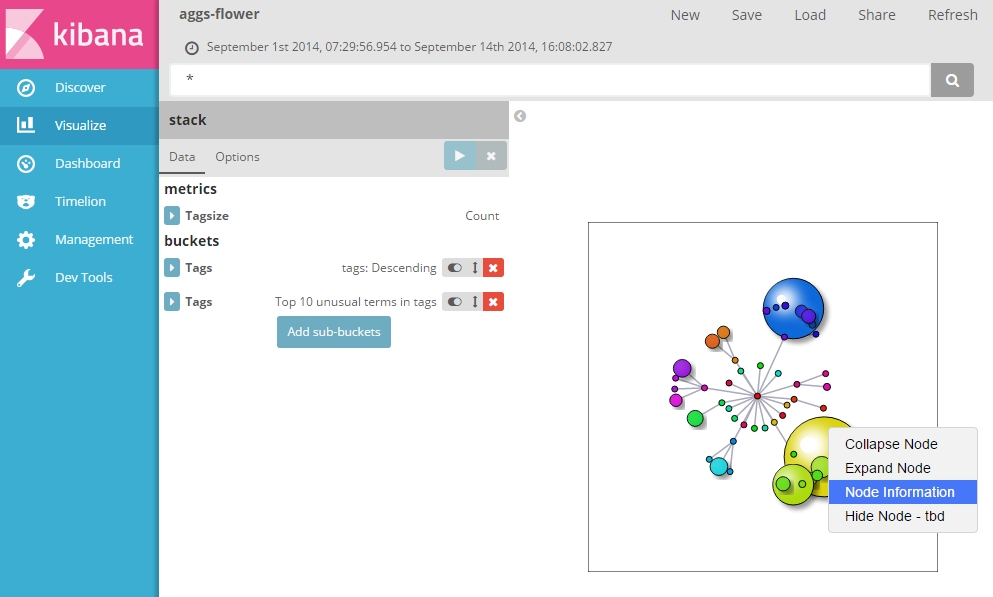 kibana
Discover
Visualize
Dashboard
Timelion
Management
Dev Tools
aggs-flower
New Save Load Share Refresh
September 1st 2014, 07:29:56.954 to September 14th 2014, 16:08:02.827
*
stack
Data Options
metrics
Tagsize Count
buckets
Tags tags: Descending
Tags Top 10 unusual terms in tags
Add sub-buckets
Collapse Node
Expand Node
Node Information
Hide Node - tbd